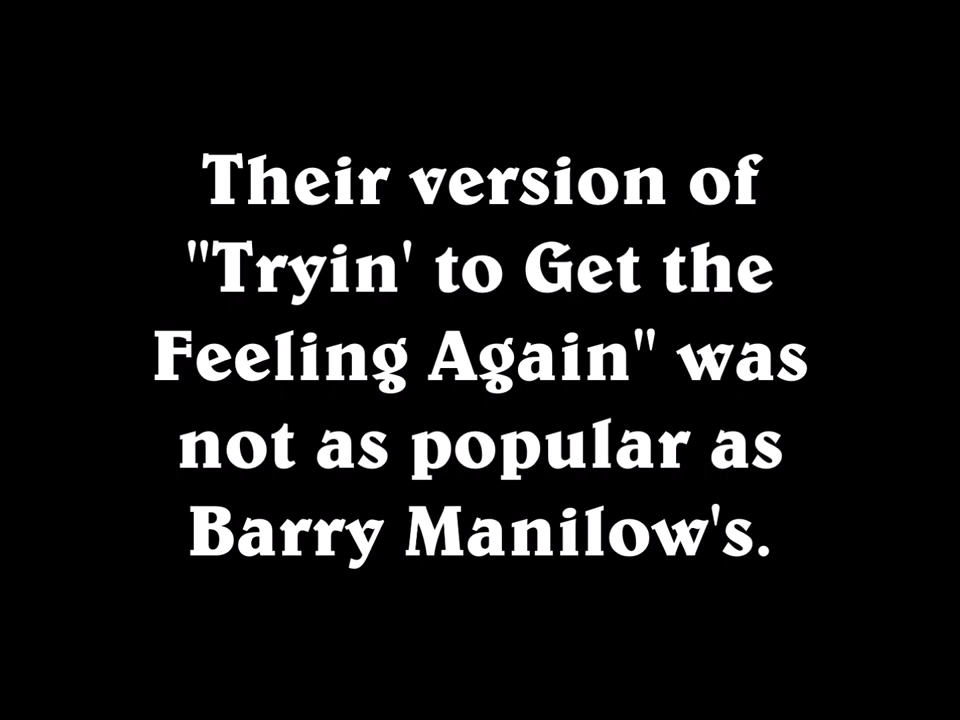 Their version of
"Tryin' to Get the
Feeling Again" was
not as popular as
Barry Manilow's.